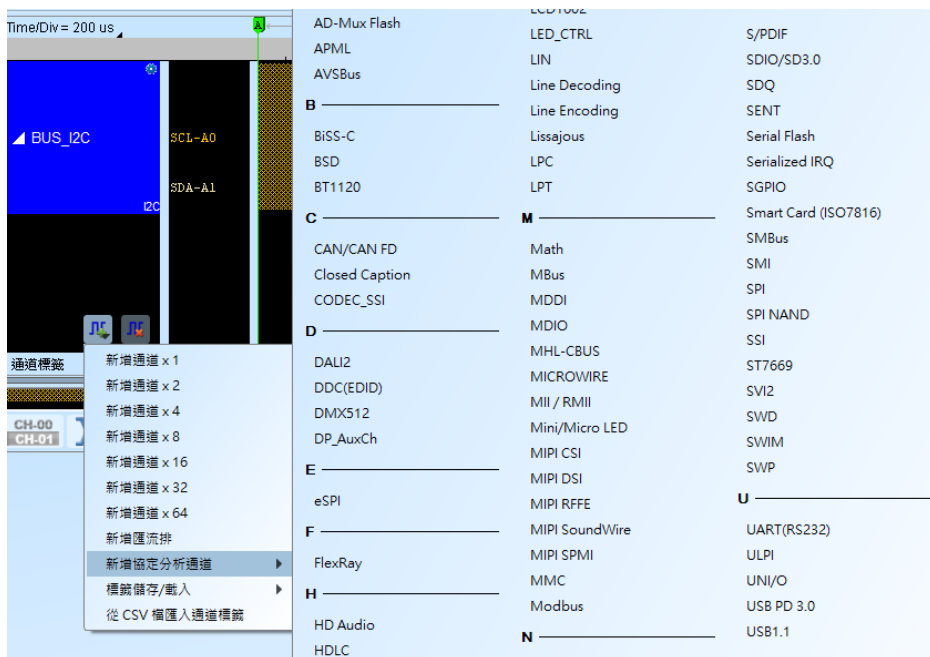 Time/Div = 200 us
A
BUS_I2C
SCL-A0
SDA-A1
I2C
通道標籤
CH-00
CH-01
新增通道 x 1
新增通道 x 2
新增通道 x 4
新增通道 x 8
新增通道 x 16
新增通道 x 32
新增通道 x 64
新增匯流排
新增協定分析通道
標籤儲存/載入
從 CSV 檔匯入通道標籤
AD-Mux Flash
APML
AVSBus
B
BiSS-C
BSD
BT1120
C
CAN/CAN FD
Closed Caption
CODEC_SSI
D
DALI2
DDC(EDID)
DMX512
DP_AuxCh
E
eSPI
F
FlexRay
H
HD Audio
HDLC
LCD1602
LED_CTRL
LIN
Line Decoding
Line Encoding
Lissajous
LPC
LPT
M
Math
MBus
MDDI
MDIO
MHL-CBUS
MICROWIRE
MII / RMII
Mini/Micro LED
MIPI CSI
MIPI DSI
MIPI RFFE
MIPI SoundWire
MIPI SPMI
MMC
Modbus
N
S/PDIF
SDIO/SD3.0
SDQ
SENT
Serial Flash
Serialized IRQ
SGPIO
Smart Card (ISO7816)
SMBus
SMI
SPI
SPI NAND
SSI
ST7669
SVI2
SWD
SWIM
SWP
U
UART(RS232)
ULPI
UNI/O
USB PD 3.0
USB1.1